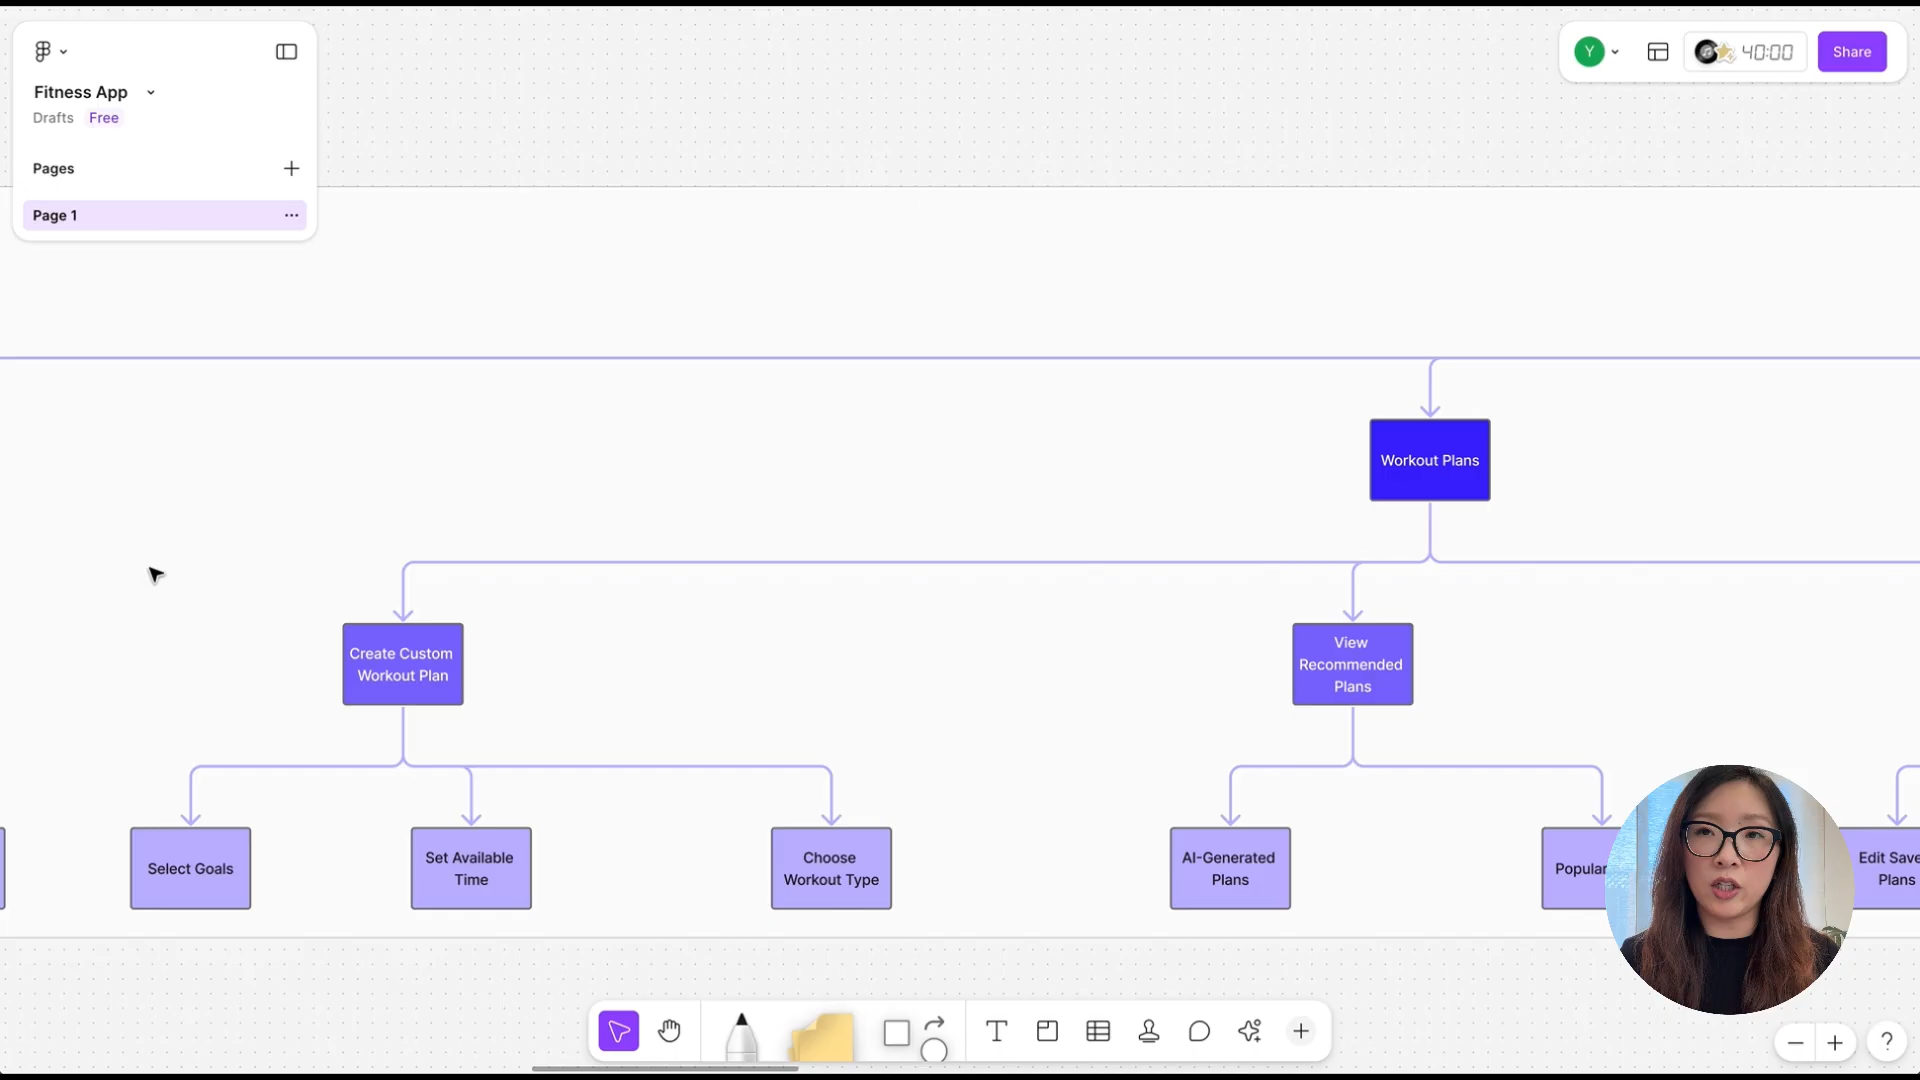 Fitness App
Drafts Free
Pages
Page 1
Y
40:00
Share
Workout Plans
Create Custom
Workout Plan
View
Recommended
Plans
Select Goals
Set Available
Time
Choose
Workout Type
AI-Generated
Plans
Popular
Edit Save
Plans
T
?